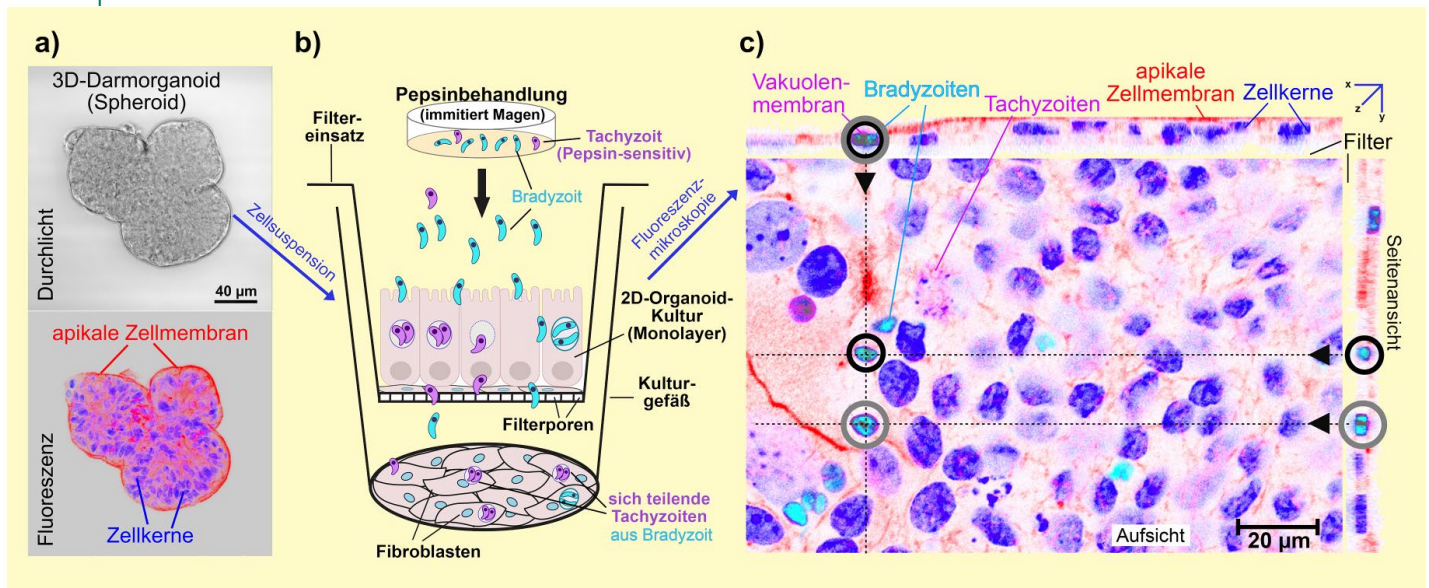 a)
3D-Darmorganoid
(Spheroid)
Durchlicht
40 µm
apikale Zellmembran
Fluoreszenz
Zellkerne
Zellsuspension
b)
Pepsinbehandlung
(immitiert Magen)
Filter-
einsatz
Tachyzoit
(Pepsin-sensitiv)
Bradyzoit
Fluoreszenz-
mikroskopie
2D-Organoid-
Kultur
(Monolayer)
Kultur-
gefäß
Filterporen
sich teilende
Tachyzoiten
aus Bradyzoit
Fibroblasten
c)
Vakuolen-
membran
Bradyzoiten
Tachyzoiten
apikale
Zellmembran
Zellkerne
x
z
y
Filter
Seitenansicht
Aufsicht
20 µm